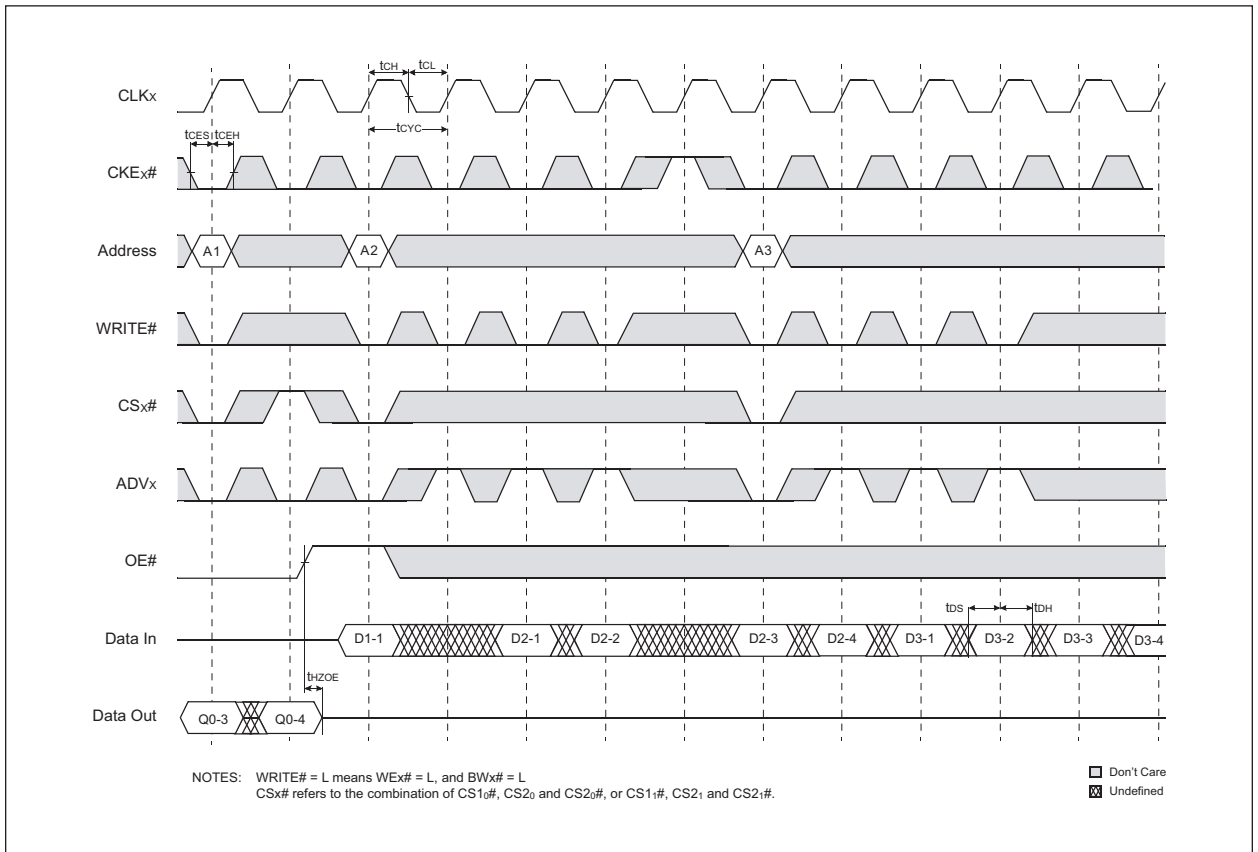 tCH tCL
CLKx
tCES tCEH tCYC
CKEx#
Address A1 A2 A3
WRITE#
CSx#
ADVx
OE#
tDS tDH
Data In D1-1 D2-1 D2-2 D2-3 D2-4 D3-1 D3-2 D3-3 D3-4
tHZOE
Data Out Q0-3 Q0-4
NOTES: WRITE# = L means WEx# = L, and BWx# = L
CSx# refers to the combination of CS10#, CS20 and CS20#, or CS11#, CS21 and CS21#.
Don't Care
Undefined